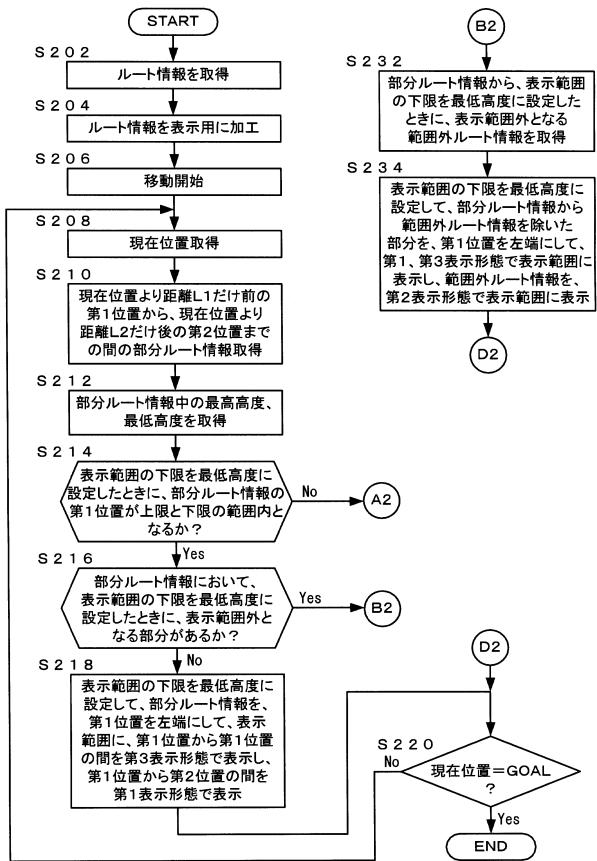 START
S202
ルート情報を取得
S204
ルート情報を表示用に加工
S206
移動開始
S208
現在位置取得
S210
現在位置より距離L1だけ前の
第1位置から、現在位置より
距離L2だけ後の第2位置まで
の間の部分ルート情報取得
S212
部分ルート情報中の最高高度、
最低高度を取得
S214
表示範囲の下限を最低高度に
設定したときに、部分ルート情報の
第1位置が上限と下限の範囲内と
なるか?
No
A2
Yes
S216
部分ルート情報において、
表示範囲の下限を最低高度に
設定したときに、表示範囲外と
なる部分があるか?
Yes
B2
No
S218
表示範囲の下限を最低高度に
設定して、部分ルート情報を、
第1位置を左端にして、表示
範囲に、第1位置から第1位置
の間を第3表示形態で表示し、
第1位置から第2位置の間を
第1表示形態で表示
B2
S232
部分ルート情報から、表示範囲
の下限を最低高度に設定した
ときに、表示範囲外となる
範囲外ルート情報を取得
S234
表示範囲の下限を最低高度に
設定して、部分ルート情報から
範囲外ルート情報を除いた
部分を、第1位置を左端にして、
第1、第3表示形態で表示範囲に
表示し、範囲外ルート情報を、
第2表示形態で表示範囲に表示
D2
D2
S220
No
現在位置=GOAL
?
Yes
END